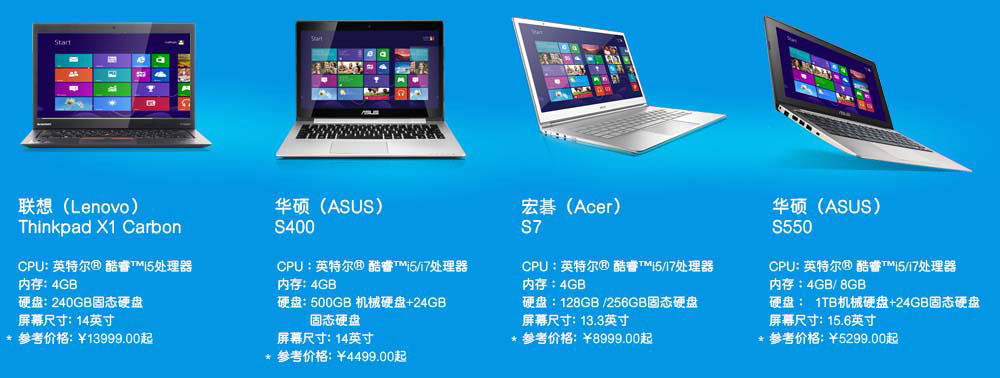 Start
Start
Start
Start
lenovo
ASUS
acer
ASUS
联想（Lenovo）
Thinkpad X1 Carbon
CPU: 英特尔® 酷睿™i5处理器
内存: 4GB
硬盘: 240GB固态硬盘
屏幕尺寸: 14英寸
* 参考价格: ¥13999.00起
华硕（ASUS）
S400
CPU：英特尔® 酷睿™i5/i7处理器
内存: 4GB
硬盘: 500GB 机械硬盘+24GB
固态硬盘
屏幕尺寸: 14英寸
* 参考价格: ¥4499.00起
宏碁（Acer）
S7
CPU：英特尔® 酷睿™i5/i7处理器
内存：4GB
硬盘：128GB /256GB固态硬盘
屏幕尺寸: 13.3英寸
* 参考价格: ¥8999.00起
华硕（ASUS）
S550
CPU：英特尔® 酷睿™i5/i7处理器
内存：4GB/ 8GB
硬盘： 1TB机械硬盘+24GB固态硬盘
屏幕尺寸: 15.6英寸
* 参考价格: ¥5299.00起